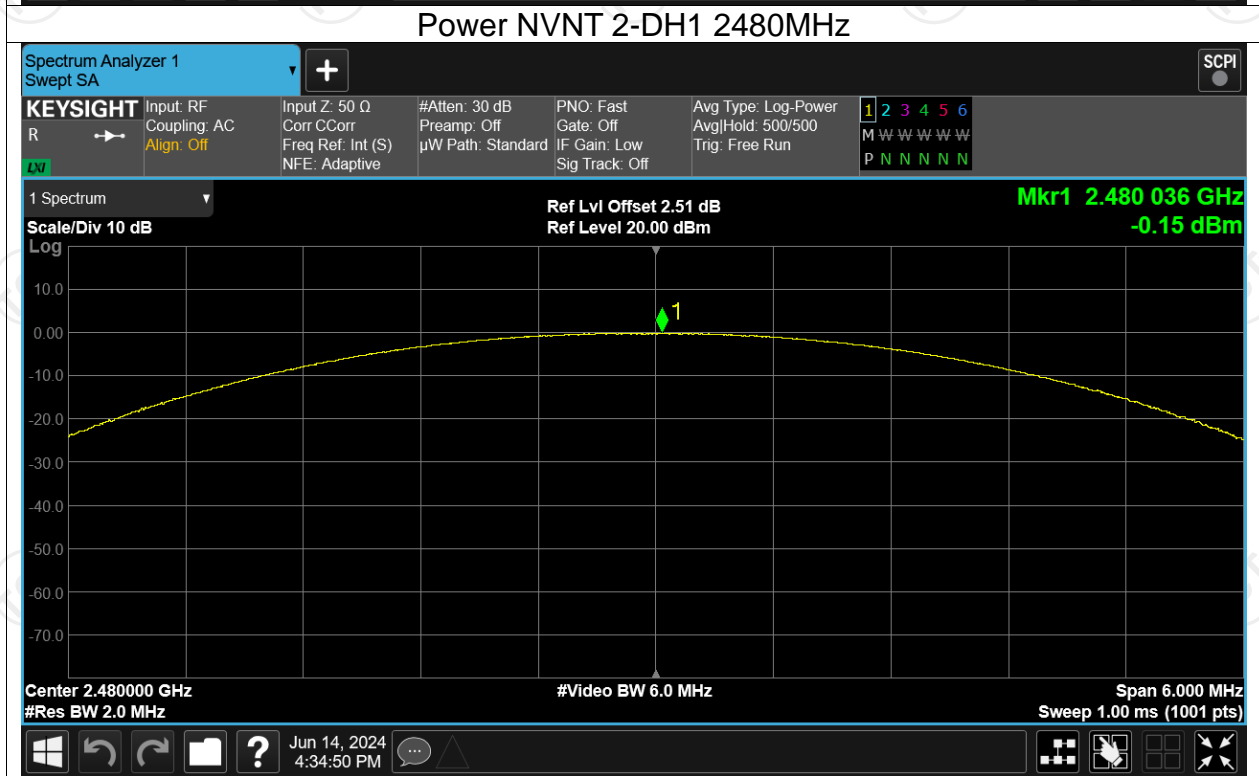 Power NVNT 2-DH1 2480MHz
Spectrum Analyzer 1
Swept SA
SCPI
KEYSIGHT
R
LXI
Input: RF
Coupling: AC
Align: Off
Input Z: 50 Ω
Corr CCorr
Freq Ref: Int (S)
NFE: Adaptive
#Atten: 30 dB
Preamp: Off
µW Path: Standard
PNO: Fast
Gate: Off
IF Gain: Low
Sig Track: Off
Avg Type: Log-Power
Avg|Hold: 500/500
Trig: Free Run
1 2 3 4 5 6
M W W W W W
P N N N N N
1 Spectrum
Scale/Div 10 dB
Ref Lvl Offset 2.51 dB
Ref Level 20.00 dBm
Mkr1 2.480 036 GHz
-0.15 dBm
Log
10.0
0.00
-10.0
-20.0
-30.0
-40.0
-50.0
-60.0
-70.0
1
Center 2.480000 GHz
#Res BW 2.0 MHz
#Video BW 6.0 MHz
Span 6.000 MHz
Sweep 1.00 ms (1001 pts)
?
Jun 14, 2024
4:34:50 PM